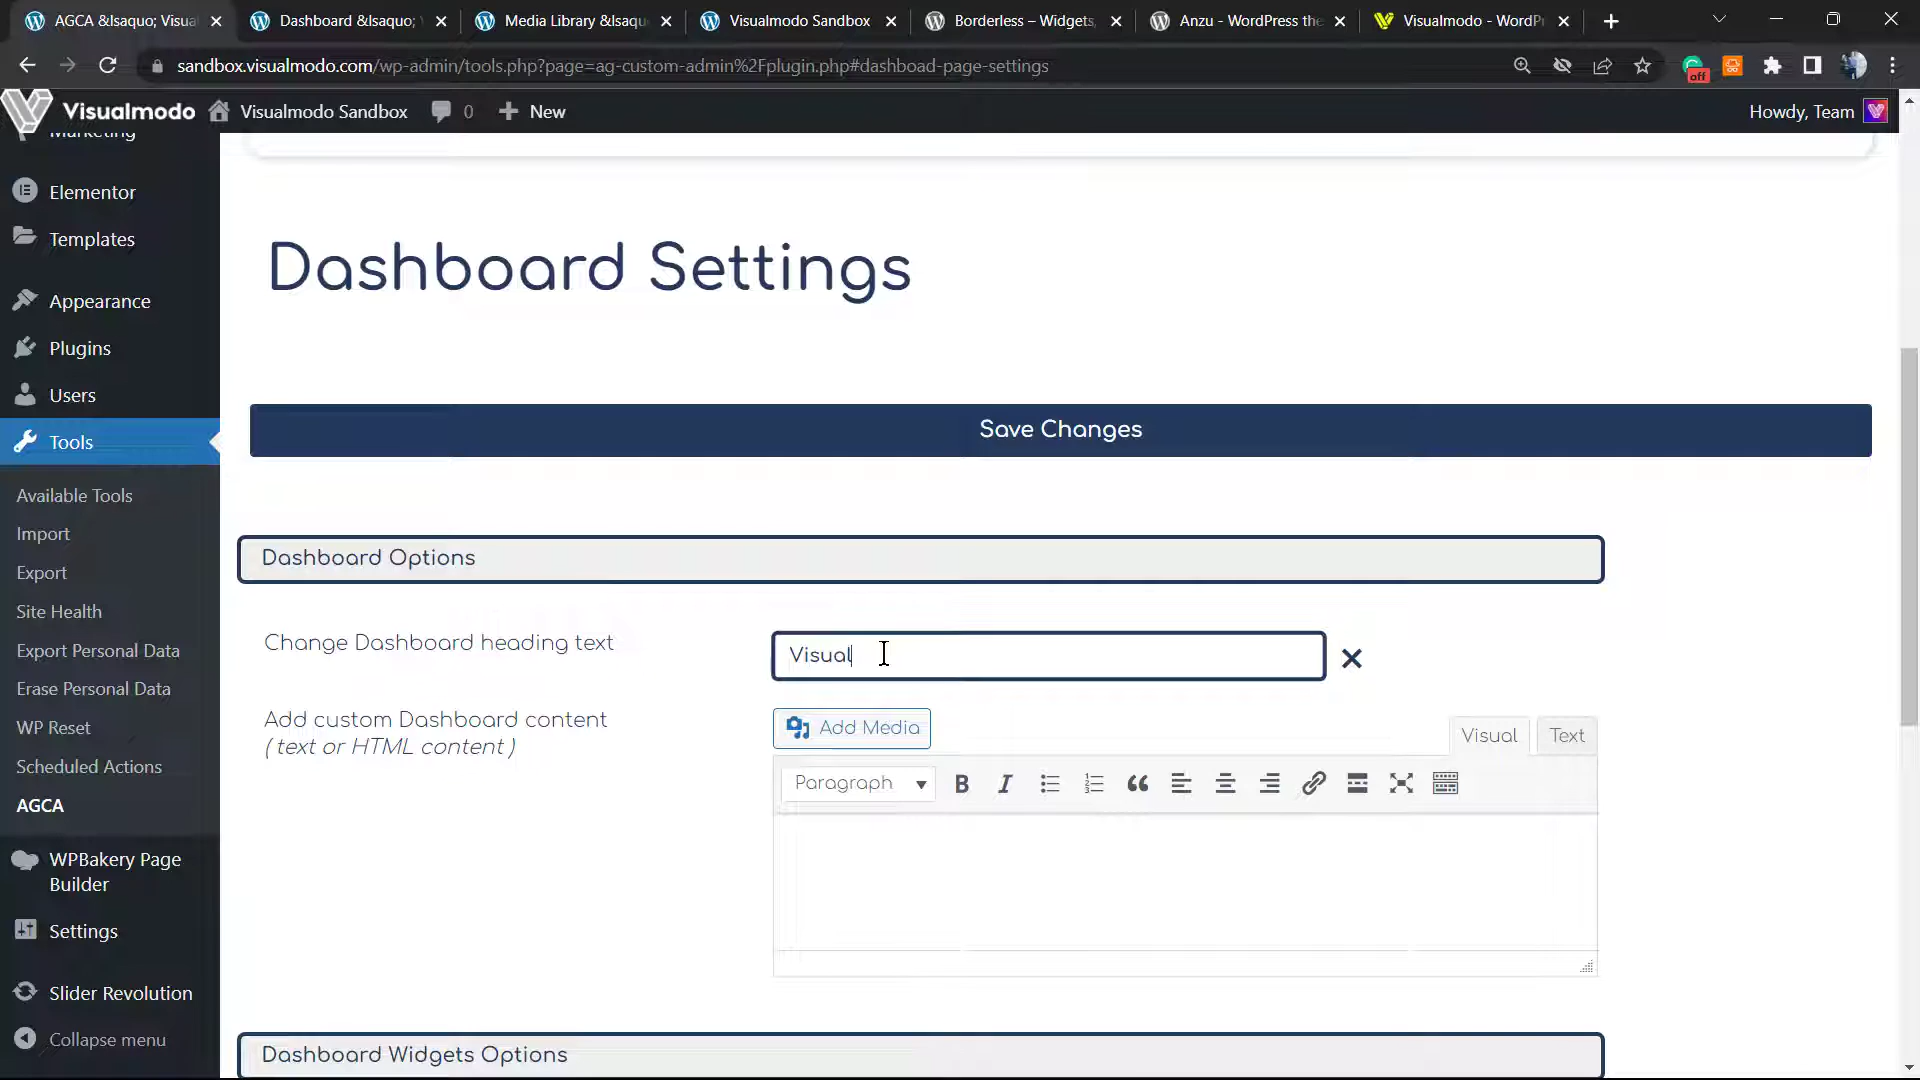 AGCA &lsaquo; Visua
Dashboard &lsaquo;
Media Library &lsaqu
Visualmodo Sandbox
Borderless – Widgets,
Anzu - WordPress the
Visualmodo - WordP
sandbox.visualmodo.com/wp-admin/tools.php?page=ag-custom-admin%2Fplugin.php#dashboad-page-settings
off
Visualmodo
Visualmodo Sandbox
0
New
Howdy, Team
Marketing
Elementor
Templates
Appearance
Plugins
Users
Tools
Available Tools
Import
Export
Site Health
Export Personal Data
Erase Personal Data
WP Reset
Scheduled Actions
AGCA
WPBakery Page
Builder
Settings
Slider Revolution
Collapse menu
Dashboard Settings
Save Changes
Dashboard Options
Change Dashboard heading text
Visual
Add custom Dashboard content
(text or HTML content)
Add Media
Visual
Text
Paragraph
Dashboard Widgets Options